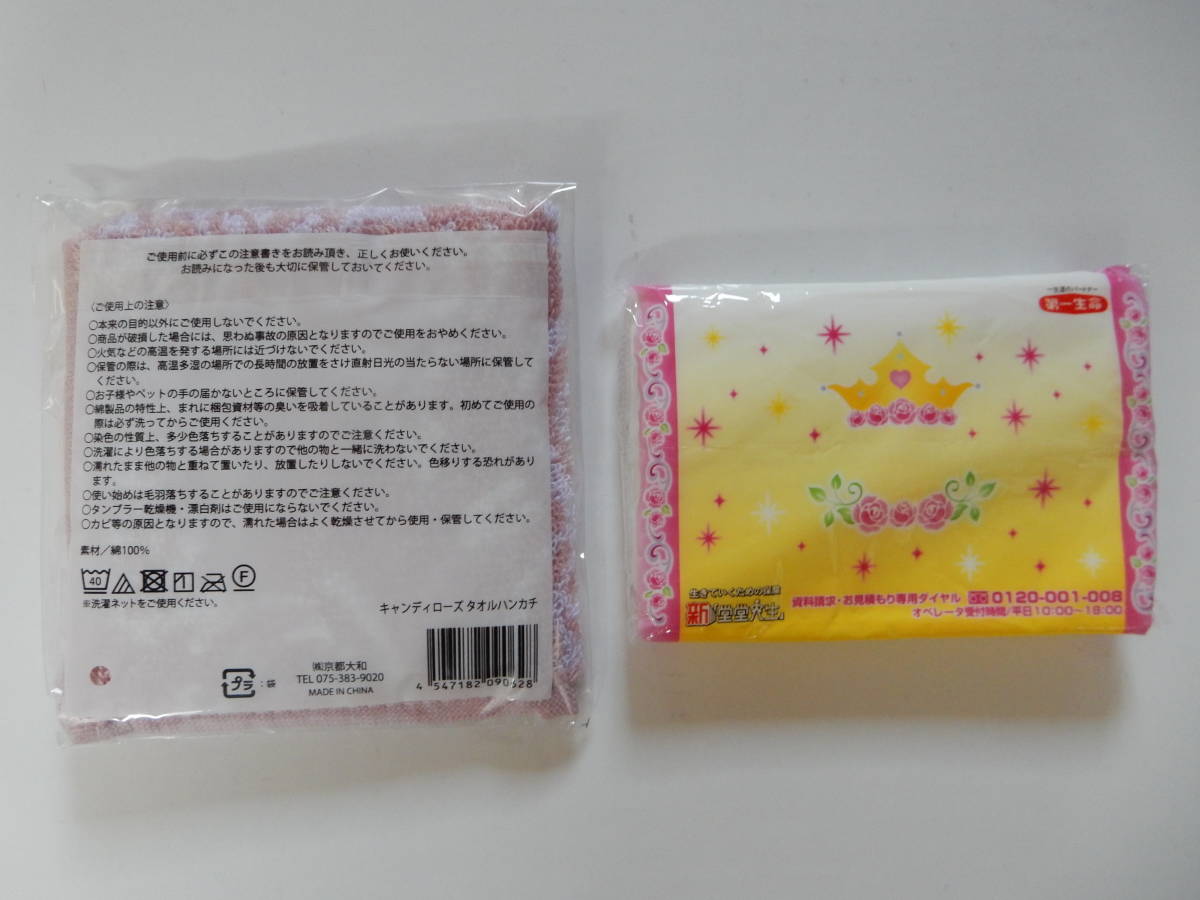 ご使用前に必ずこの注意書きをお読み頂き、正しくお使いください。
お読みになった後も大切に保管しておいてください。
〈ご使用上の注意〉
○本来の目的以外にご使用しないでください。
○商品が破損した場合には、思わぬ事故の原因となりますのでご使用をおやめください。
○火気などの高温を発する場所には近づけないでください。
○保管の際は、高温多湿の場所での長時間の放置をさけ直射日光の当たらない場所に保管して
ください。
○お子様やペットの手の届かないところに保管してください。
○綿製品の特性上、まれに梱包資材等の臭いを吸着していることがあります。初めてご使用の
際は必ず洗ってからご使用ください。
○染色の性質上、多少色落ちすることがありますのでご注意ください。
○洗濯により色落ちする場合がありますので他の物と一緒に洗わないでください。
○濡れたまま他の物と重ねて置いたり、放置したりしないでください。色移りする恐れがあり
ます。
○使い始めは毛羽落ちすることがありますのでご注意ください。
○タンブラー乾燥機・漂白剤はご使用にならないでください。
○カビ等の原因となりますので、濡れた場合はよく乾燥させてから使用・保管してください。
素材／綿100%
40 F
※洗濯ネットをご使用ください。
キャンディローズ タオルハンカチ
プラ :袋
㈱京都大和
TEL 075-383-9020
MADE IN CHINA
4 547182 090628
一生涯のパートナー
第一生命
生きていくための保険
新『堂堂人生』
資料請求・お見積もり専用ダイヤル 0120-001-008
オペレータ受付時間/平日10:00～18:00